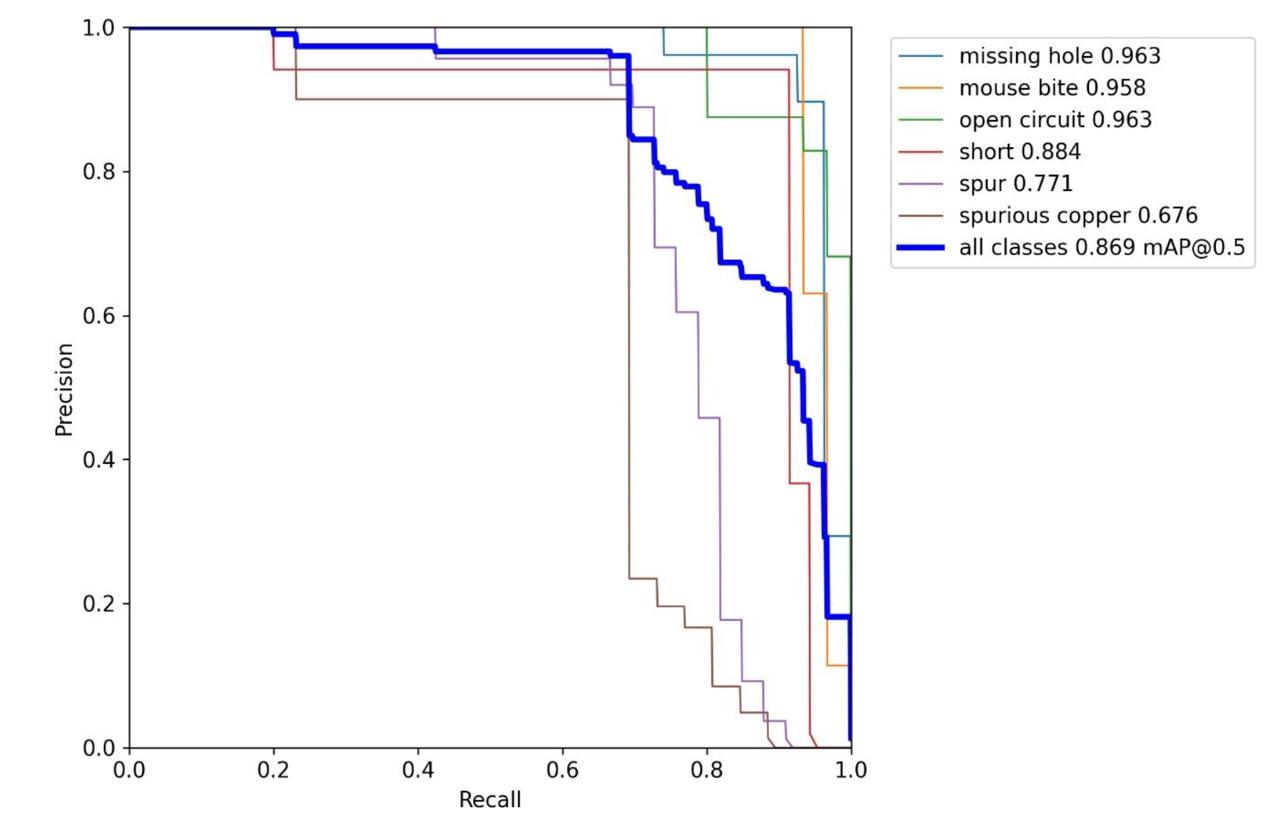 1.0
0.8
0.6
0.4
0.2
0.0
Precision
0.0 0.2 0.4 0.6 0.8 1.0
Recall
missing hole 0.963
mouse bite 0.958
open circuit 0.963
short 0.884
spur 0.771
spurious copper 0.676
all classes 0.869 mAP@0.5